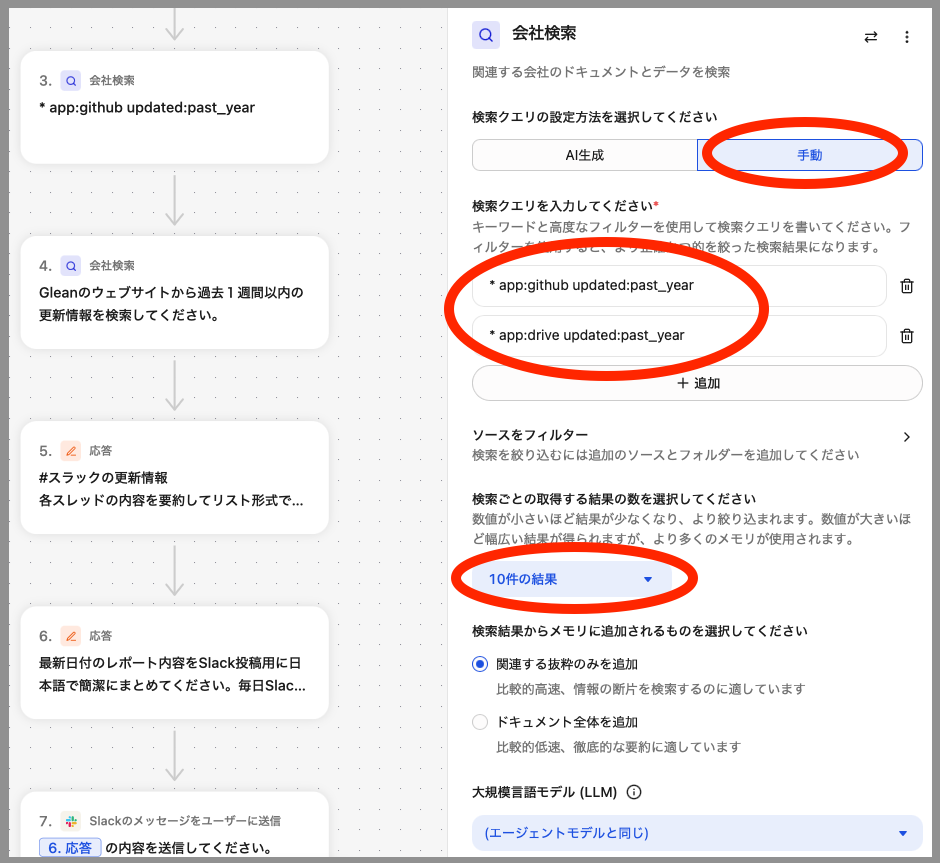 3. 会社検索
* app:github updated:past_year
4. 会社検索
Gleanのウェブサイトから過去１週間以内の
更新情報を検索してください。
5. 応答
#スラックの更新情報
各スレッドの内容を要約してリスト形式で...
6. 応答
最新日付のレポート内容をSlack投稿用に日
本語で簡潔にまとめてください。毎日Slac...
7. Slackのメッセージをユーザーに送信
6. 応答 の内容を送信してください。
会社検索
関連する会社のドキュメントとデータを検索
検索クエリの設定方法を選択してください
AI生成
手動
検索クエリを入力してください*
キーワードと高度なフィルターを使用して検索クエリを書いてください。フ
ィルターを使用すると、より正確かつ的を絞った検索結果になります。
* app:github updated:past_year
* app:drive updated:past_year
+ 追加
ソースをフィルター
検索を絞り込むには追加のソースとフォルダーを追加してください
検索ごとの取得する結果の数を選択してください
数値が小さいほど結果が少なくなり、より絞り込まれます。数値が大きいほ
ど幅広い結果が得られますが、より多くのメモリが使用されます。
10件の結果
検索結果からメモリに追加されるものを選択してください
関連する抜粋のみを追加
比較的高速、情報の断片を検索するのに適しています
ドキュメント全体を追加
比較的低速、徹底的な要約に適しています
大規模言語モデル (LLM)
(エージェントモデルと同じ)